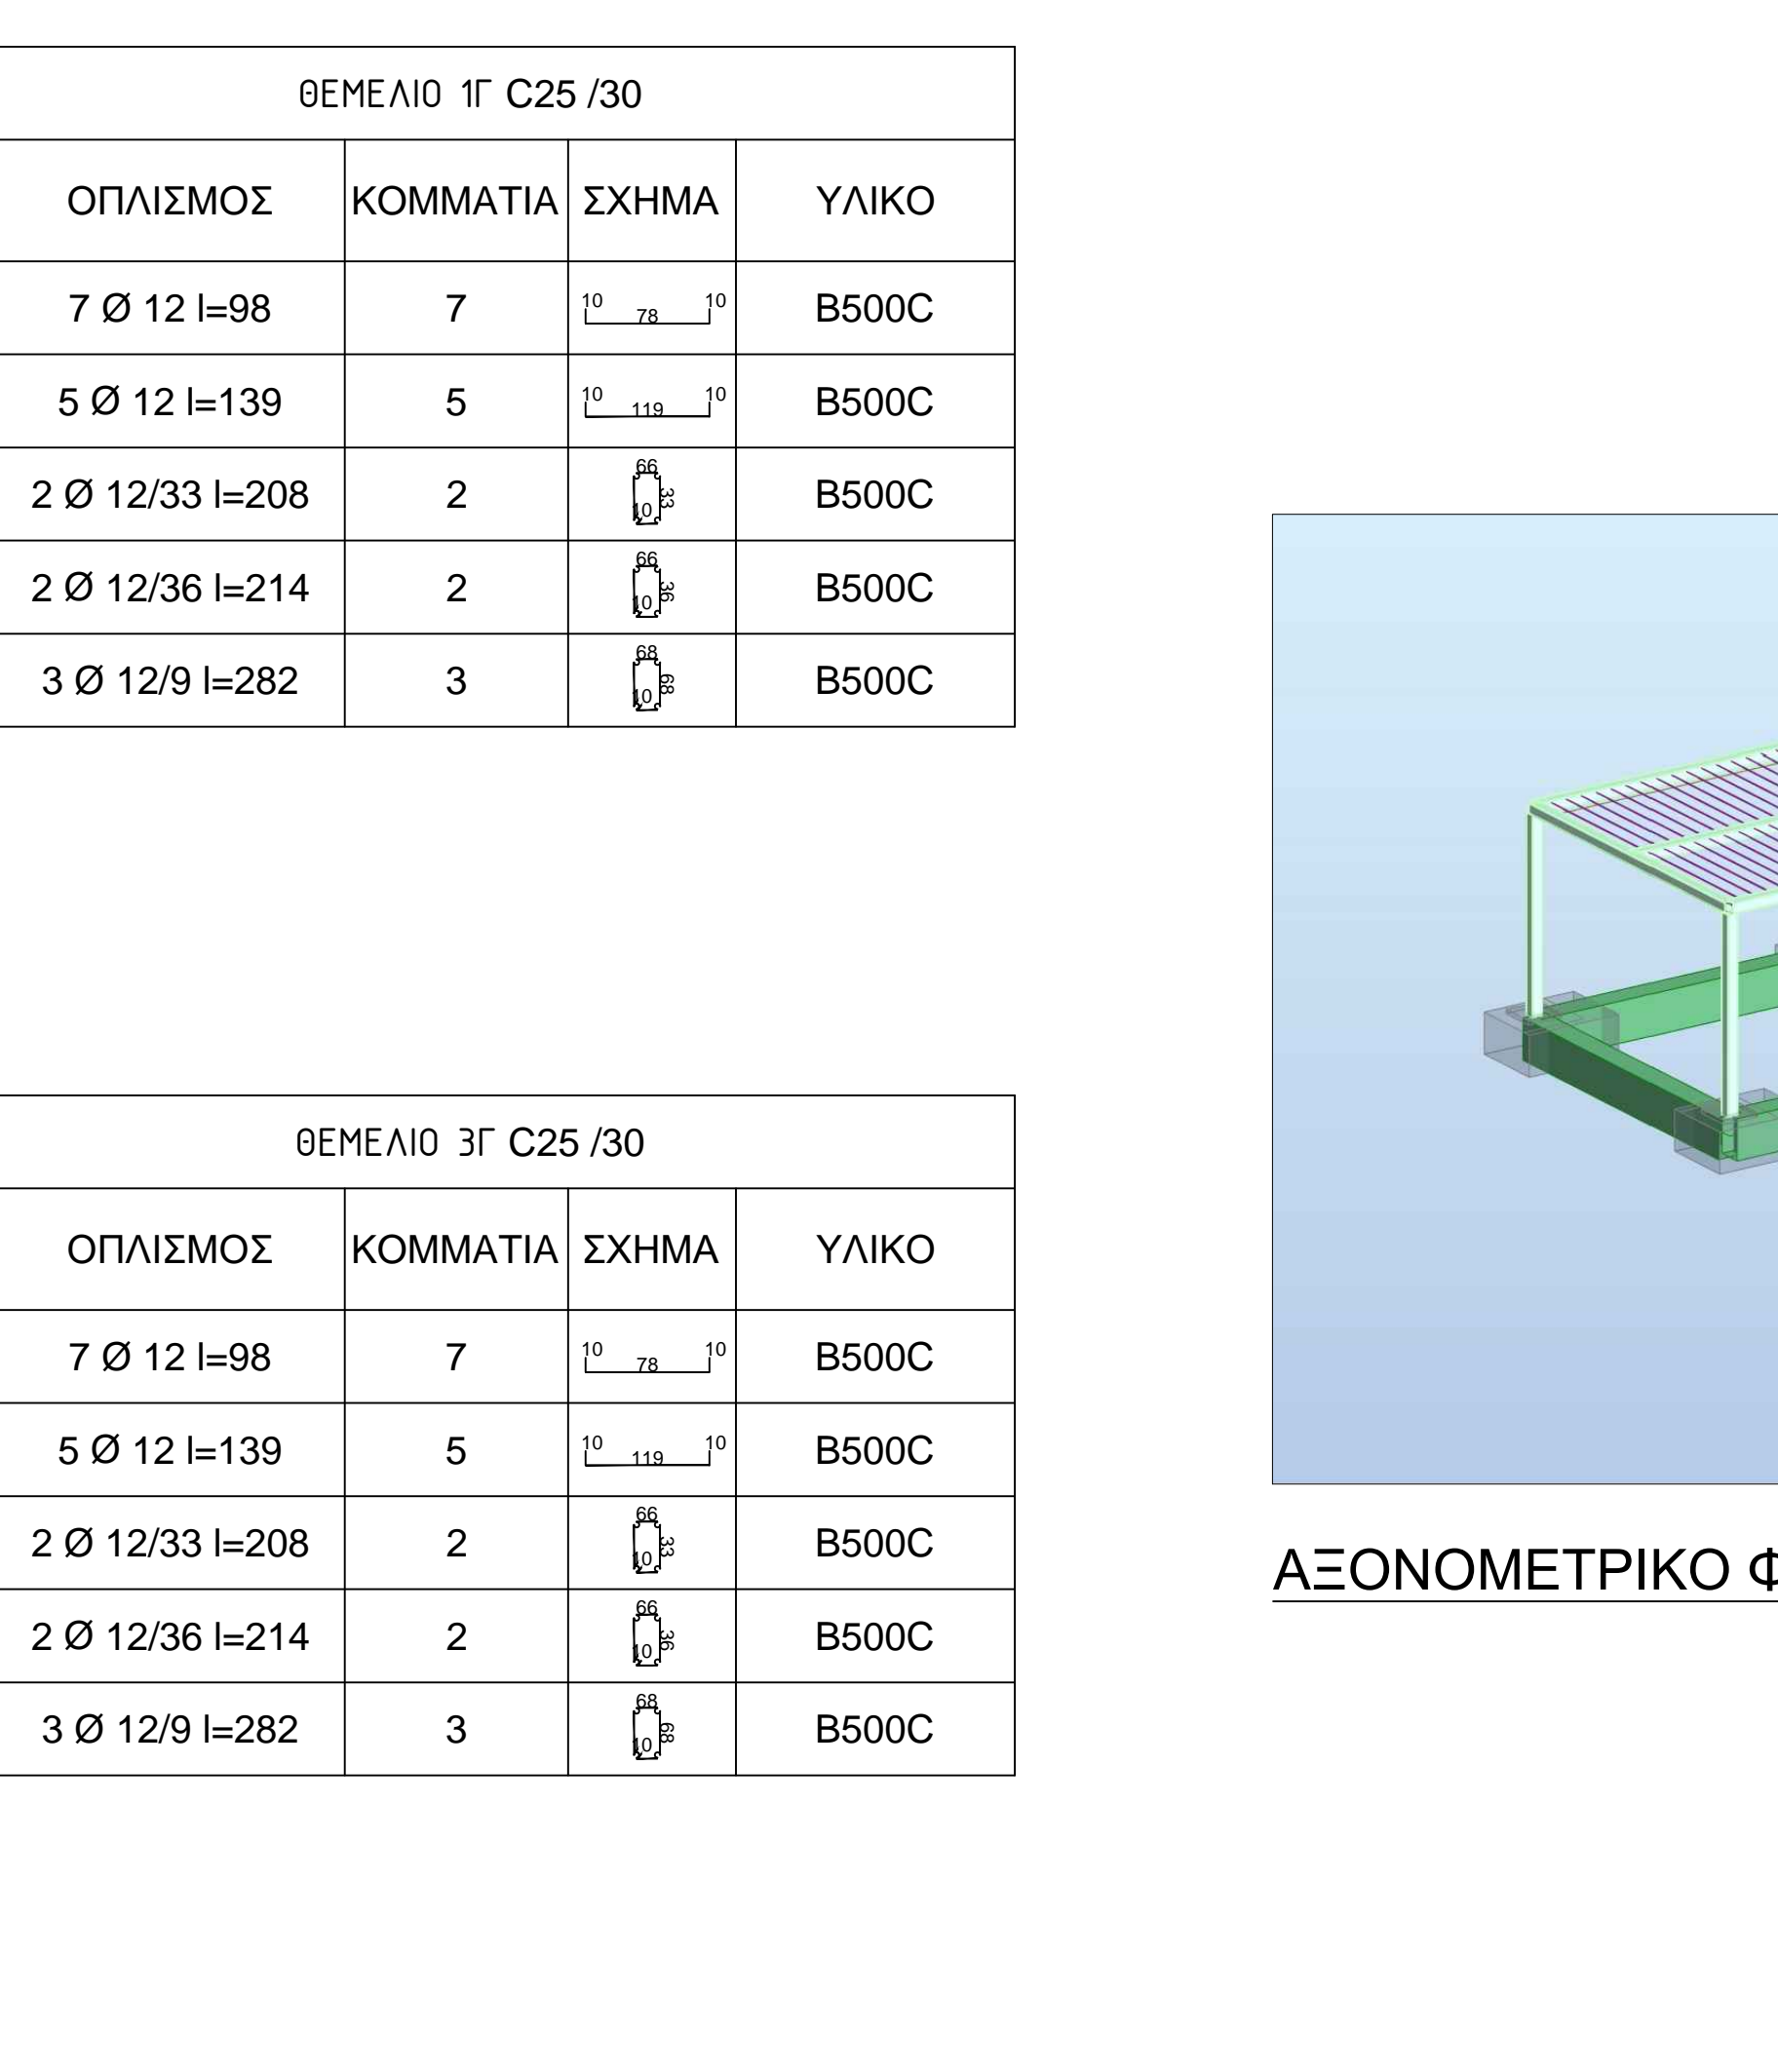 ΘΕΜΕΛΙΟ 1Γ C25 /30
ΟΠΛΙΣΜΟΣ ΚΟΜΜΑΤΙΑ ΣΧΗΜΑ ΥΛΙΚΟ
7 Ø 12 l=98 7 10 78 10 B500C
5 Ø 12 l=139 5 10 119 10 B500C
2 Ø 12/33 l=208 2 66 33 10 B500C
2 Ø 12/36 l=214 2 66 36 10 B500C
3 Ø 12/9 l=282 3 68 68 10 B500C
ΘΕΜΕΛΙΟ 3Γ C25 /30
ΟΠΛΙΣΜΟΣ ΚΟΜΜΑΤΙΑ ΣΧΗΜΑ ΥΛΙΚΟ
7 Ø 12 l=98 7 10 78 10 B500C
5 Ø 12 l=139 5 10 119 10 B500C
2 Ø 12/33 l=208 2 66 33 10 B500C
2 Ø 12/36 l=214 2 66 36 10 B500C
3 Ø 12/9 l=282 3 68 68 10 B500C
ΑΞΟΝΟΜΕΤΡΙΚΟ